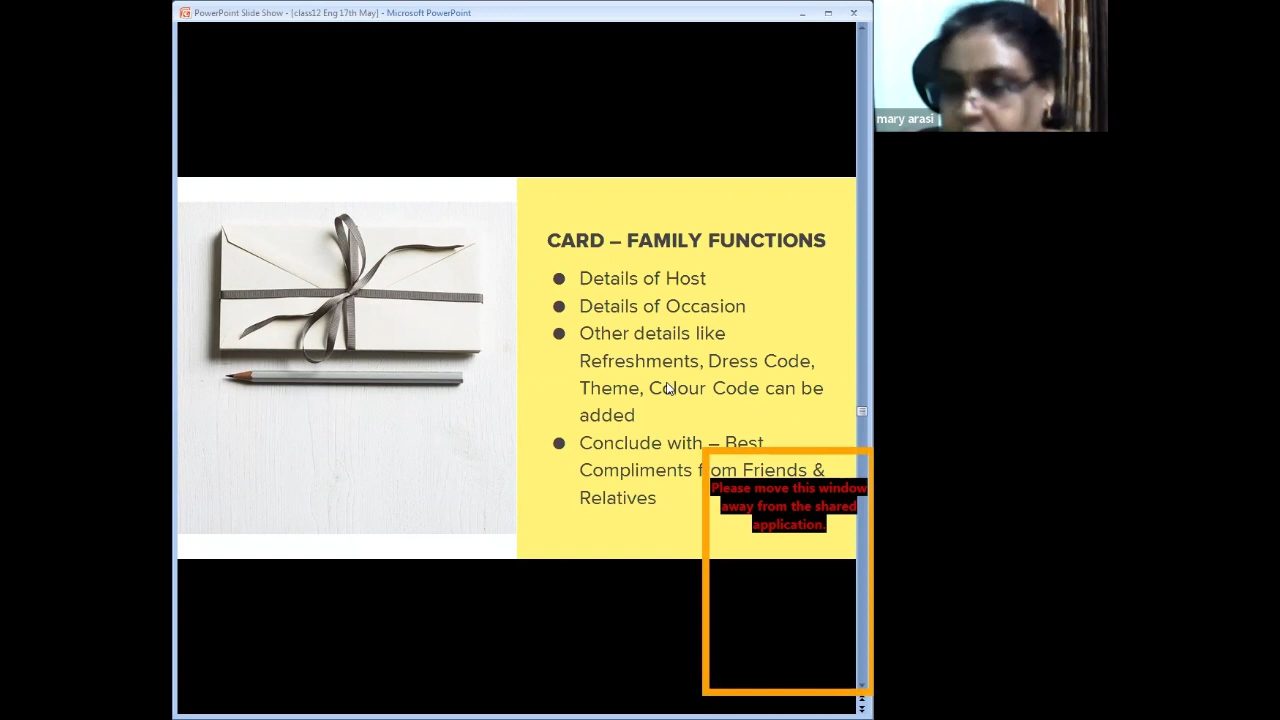 PowerPoint Slide Show - [class12 Eng 17th May] - Microsoft PowerPoint
mary arasi
CARD – FAMILY FUNCTIONS
● Details of Host
● Details of Occasion
● Other details like
Refreshments, Dress Code,
Theme, Colour Code can be
added
● Conclude with – Best
Compliments from Friends &
Relatives
Please move this window
away from the shared
application.